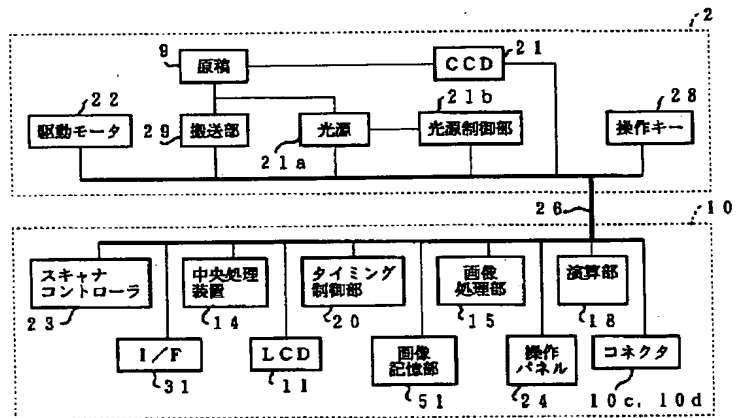 2
9
原稿
CCD
21
22
駆動モータ
29
搬送部
光源
21a
21b
光源制御部
28
操作キー
26
10
スキャナ
コントローラ
23
中央処理
装置
14
タイミング
制御部
20
画像
処理部
15
演算部
18
I/F
31
LCD
11
画像
記憶部
51
操作
パネル
24
コネクタ
10c, 10d